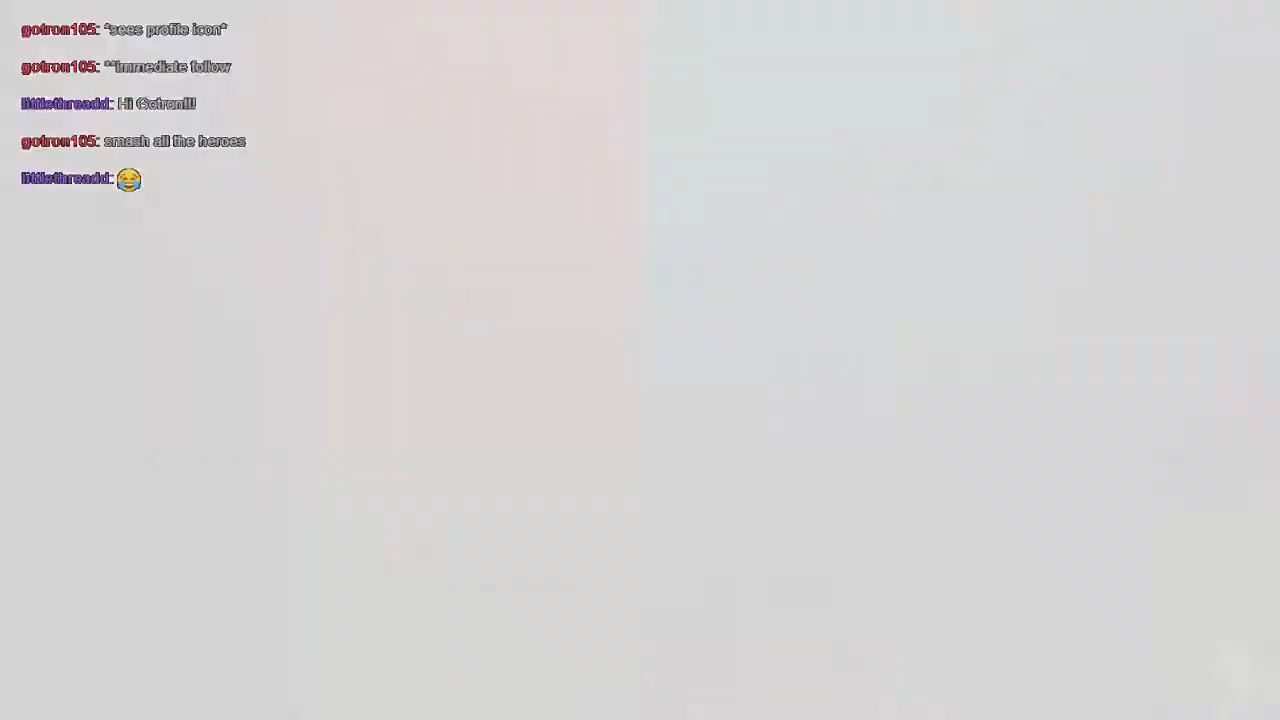 gotron105: *sees profile icon*
gotron105: **immediate follow
littlethreadd: Hi Gotron!!!
gotron105: smash all the heroes
littlethreadd: 😂